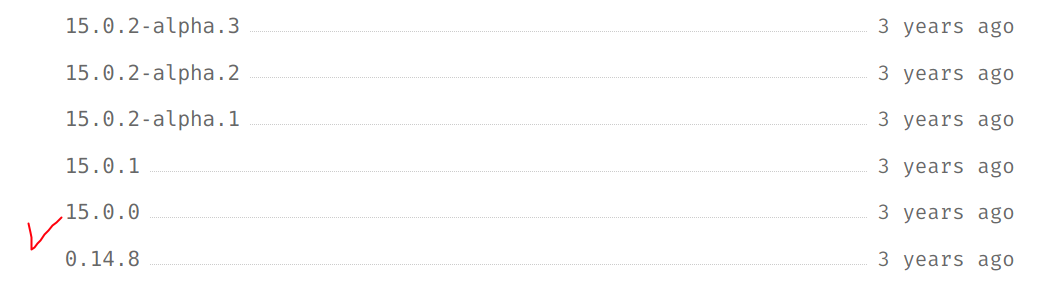 15.0.2-alpha.3 3 years ago
15.0.2-alpha.2 3 years ago
15.0.2-alpha.1 3 years ago
15.0.1 3 years ago
15.0.0 3 years ago
0.14.8 3 years ago